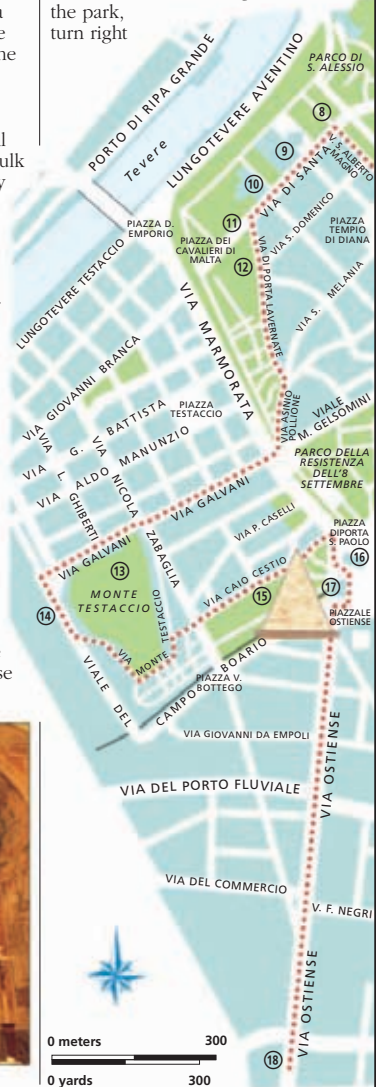 a
e
ne
al
ulk
y
se
the park,
turn right
PORTO DI RIPA GRANDE
Tevere
LUNGOTEVERE AVENTINO
PARCO DI
S. ALESSIO
8
9
V. S. ALBERTO
MAGNO
10
VIA DI SANTA
11
VIA S. DOMENICO
PIAZZA D.
EMPORIO
PIAZZA DEI
CAVALIERI DI
MALTA
12
PIAZZA
TEMPIO
DI DIANA
LUNGOTEVERE TESTACCIO
VIA DI PORTA LAVERNATE
VIA S. MELANIA
VIA MARMORATA
VIA GIOVANNI BRANCA
VIA ASINIO
POLLIONE
VIALE
M. GELSOMINI
PIAZZA
TESTACCIO
VIA G. BATTISTA
VIA ALDO MANUNZIO
VIA L. GHIBERTI
VIA NICOLA ZABAGLIA
PARCO DELLA
RESISTENZA
DELL'8
SETTEMBRE
VIA GALVANI
VIA GALVANI
VIA P. CASELLI
PIAZZA
DIPORTA
S. PAOLO
13
MONTE
TESTACCIO
VIA CAIO CESTIO
16
14
15
17
PIAZZALE
OSTIENSE
VIA MONTE TESTACCIO
VIALE DEL CAMPO BOARIO
PIAZZA V.
BOTTEGO
VIA GIOVANNI DA EMPOLI
VIA OSTIENSE
VIA DEL PORTO FLUVIALE
VIA DEL COMMERCIO
V. F. NEGRI
VIA OSTIENSE
0 meters 300
0 yards 300
18